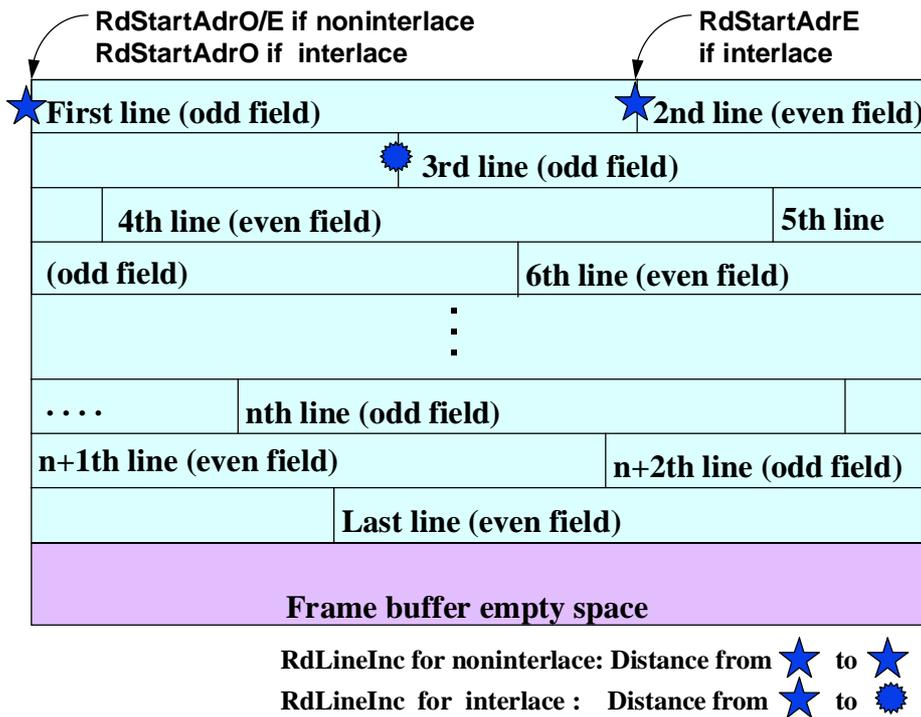 RdStartAdrO/E if noninterlace
RdStartAdrO if interlace
RdStartAdrE
if interlace
First line (odd field)
2nd line (even field)
3rd line (odd field)
4th line (even field)
5th line
(odd field)
6th line (even field)
. . . .
nth line (odd field)
n+1th line (even field)
n+2th line (odd field)
Last line (even field)
Frame buffer empty space
RdLineInc for noninterlace: Distance from to
RdLineInc for interlace : Distance from to